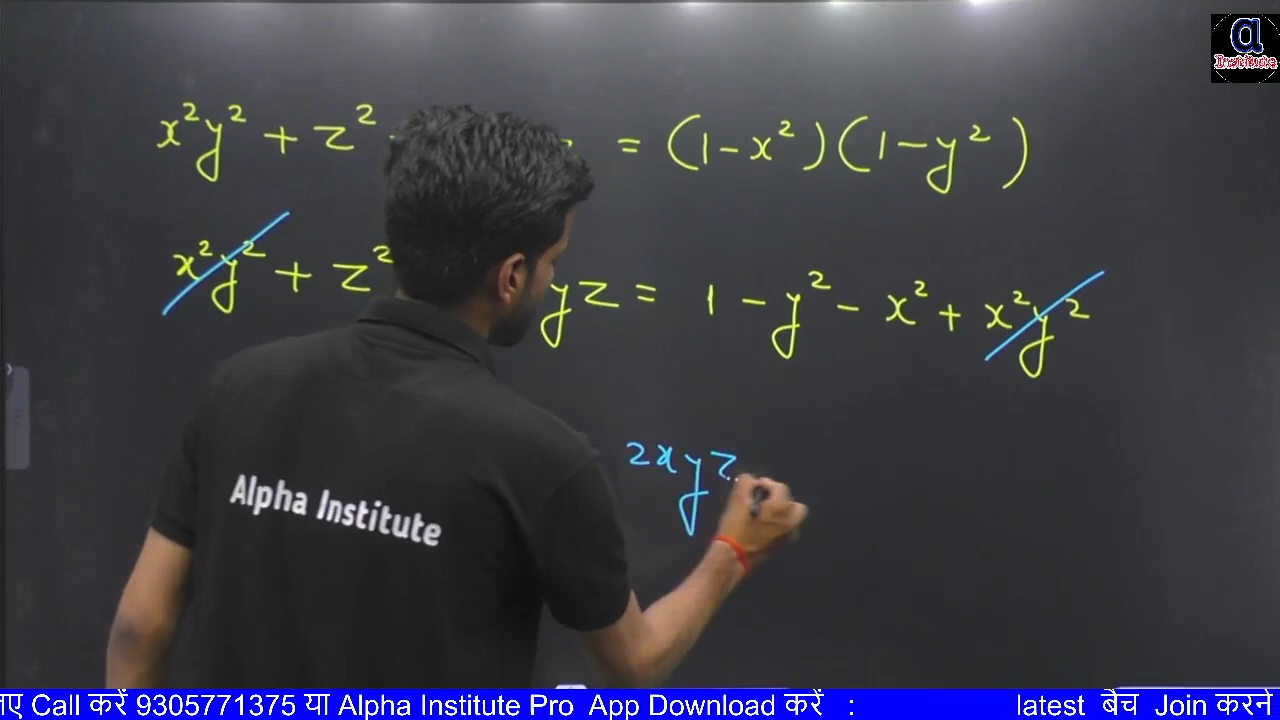 α
Institute
x²y² + z² = (1 - x²)(1 - y²)
x²y² + z² yz = 1 - y² - x² + x²y²
2xyz
Alpha Institute
Call करें 9305771375 या Alpha Institute Pro App Download करें : latest बैच Join करने